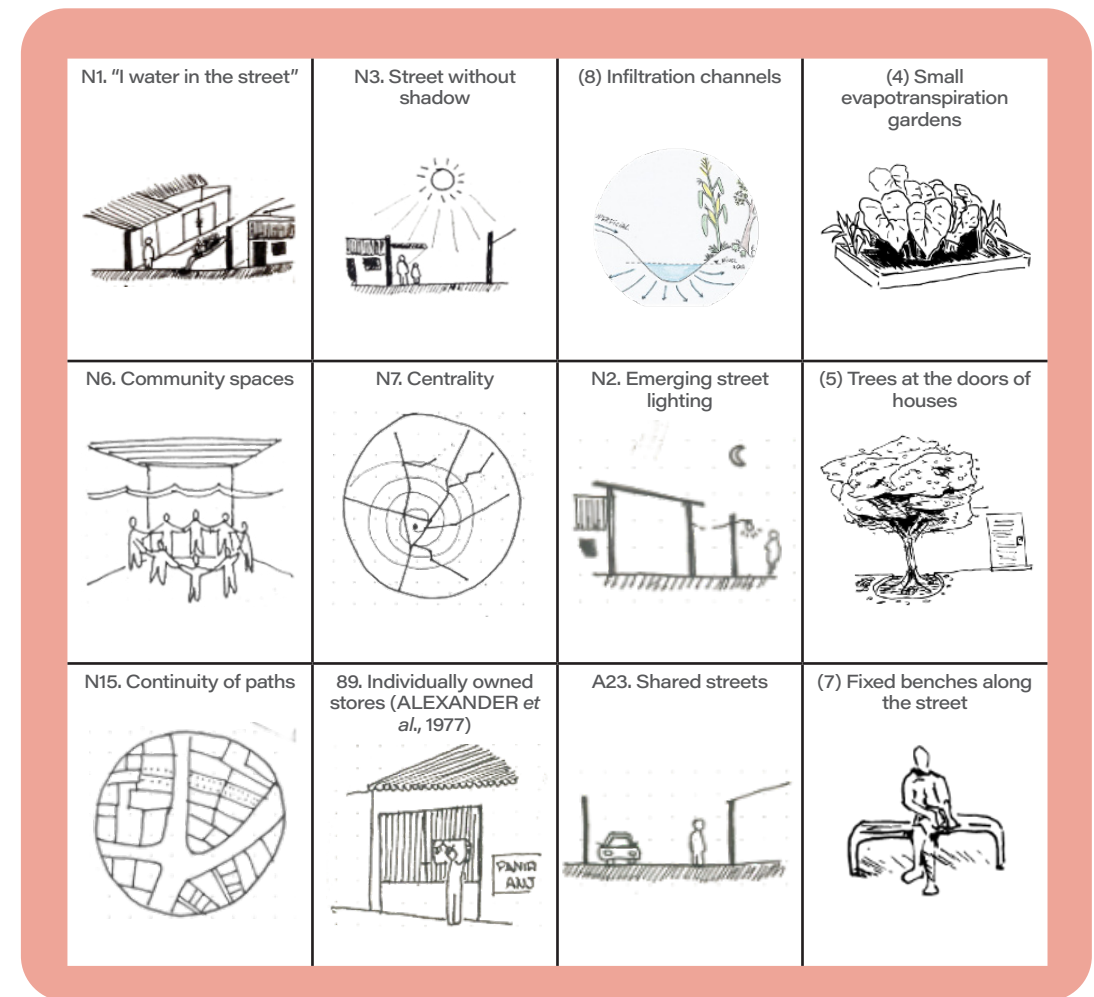 N1. “I water in the street”
N3. Street without
shadow
(8) Infiltration channels
(4) Small
evapotranspiration
gardens
N6. Community spaces
N7. Centrality
N2. Emerging street
lighting
(5) Trees at the doors of
houses
N15. Continuity of paths
89. Individually owned
stores (ALEXANDER et
al., 1977)
PANIR
ANJ
A23. Shared streets
(7) Fixed benches along
the street